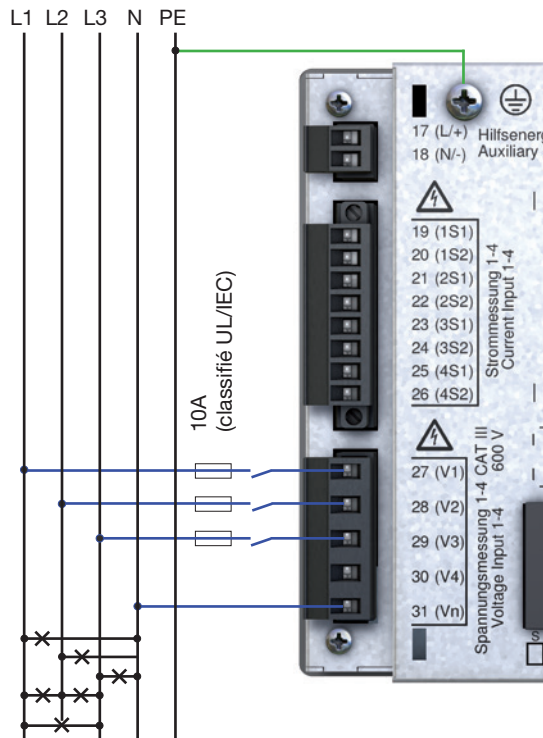 L1 L2 L3 N PE
17 (L/+) Hilfsenerg
18 (N/-) Auxiliary
19 (1S1)
20 (1S2)
21 (2S1)
22 (2S2)
23 (3S1)
24 (3S2)
25 (4S1)
26 (4S2)
Strommessung 1-4
Current Input 1-4
10A
(classifié UL/IEC)
27 (V1)
28 (V2)
29 (V3)
30 (V4)
31 (Vn)
Spannungsmessung 1-4 CAT III
Voltage Input 1-4 600 V
S